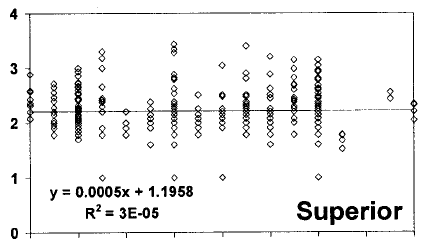 4
3
2
1
y = 0.0005x + 1.1958
R² = 3E-05
Superior
0